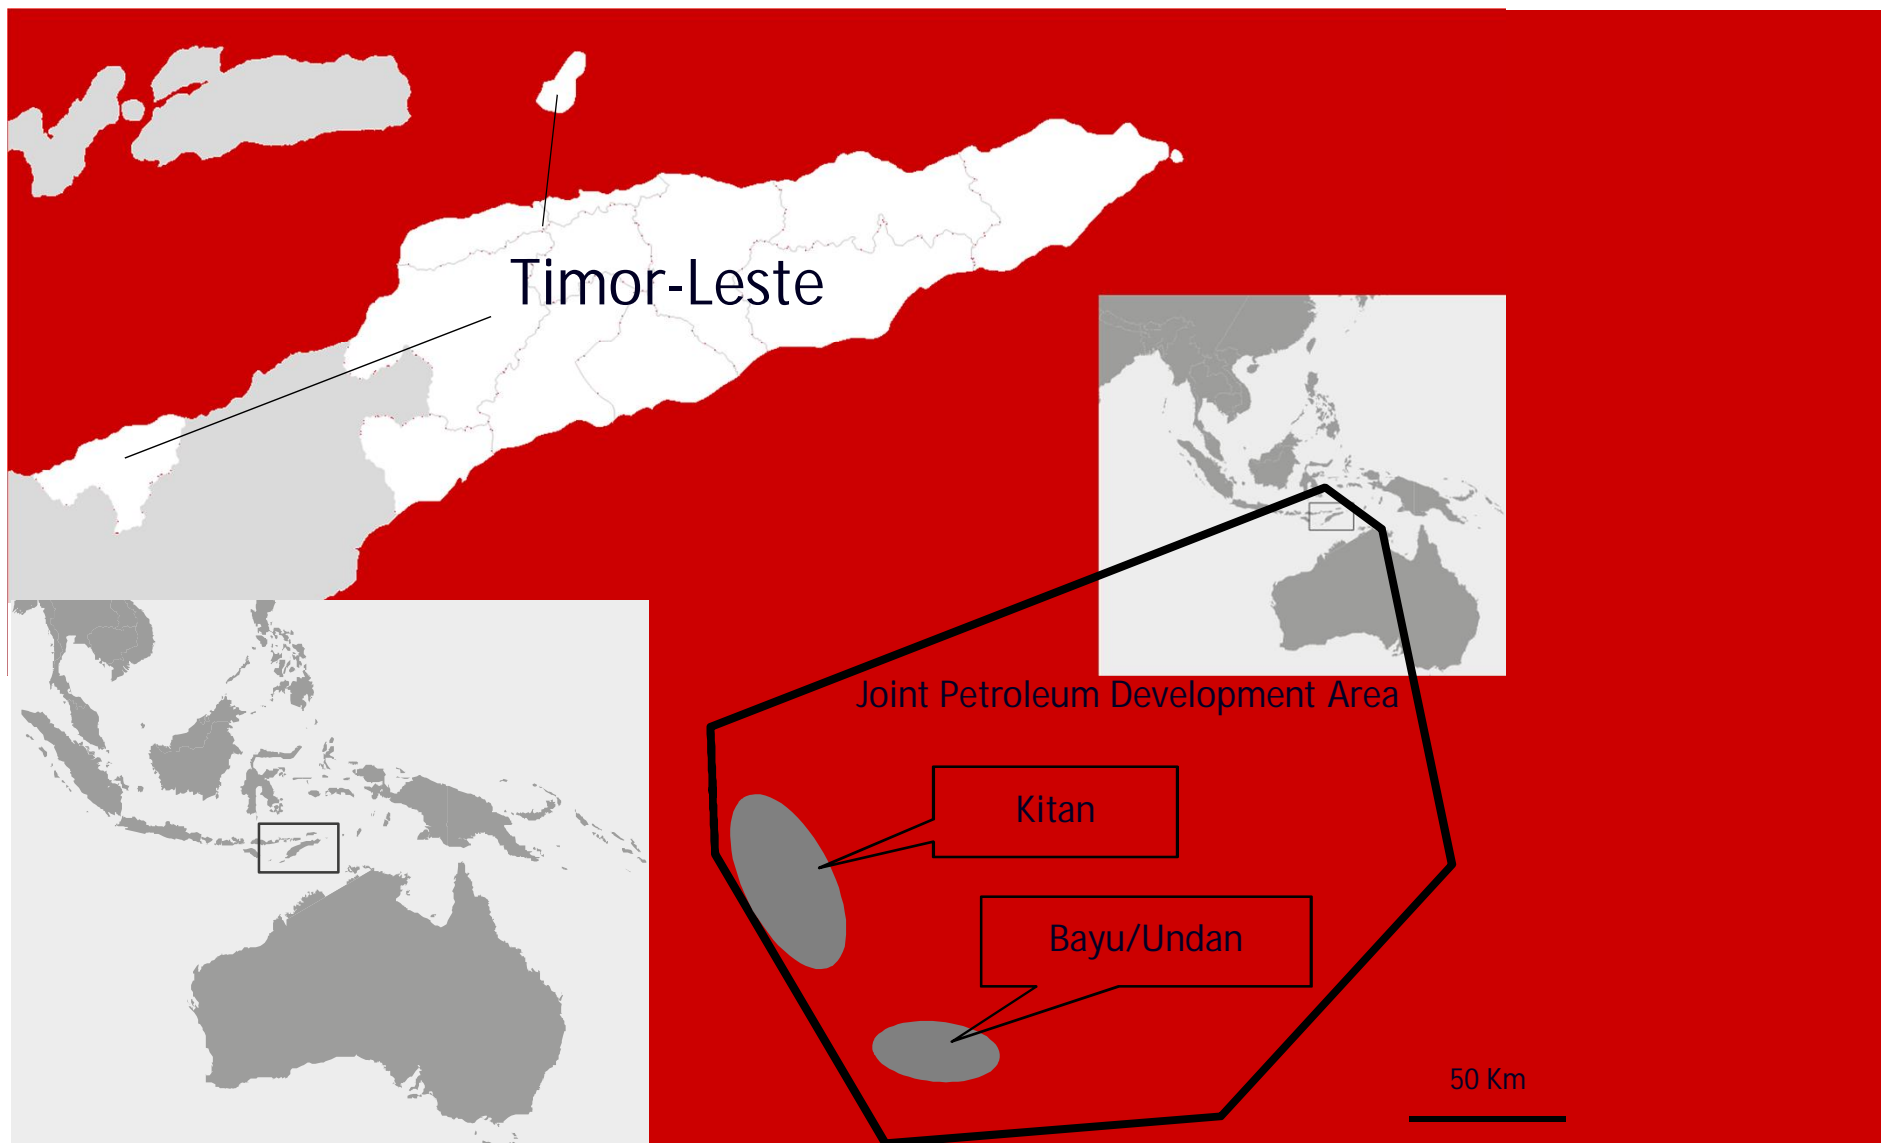 Timor-Leste
Joint Petroleum Development Area
Kitan
Bayu/Undan
50 Km